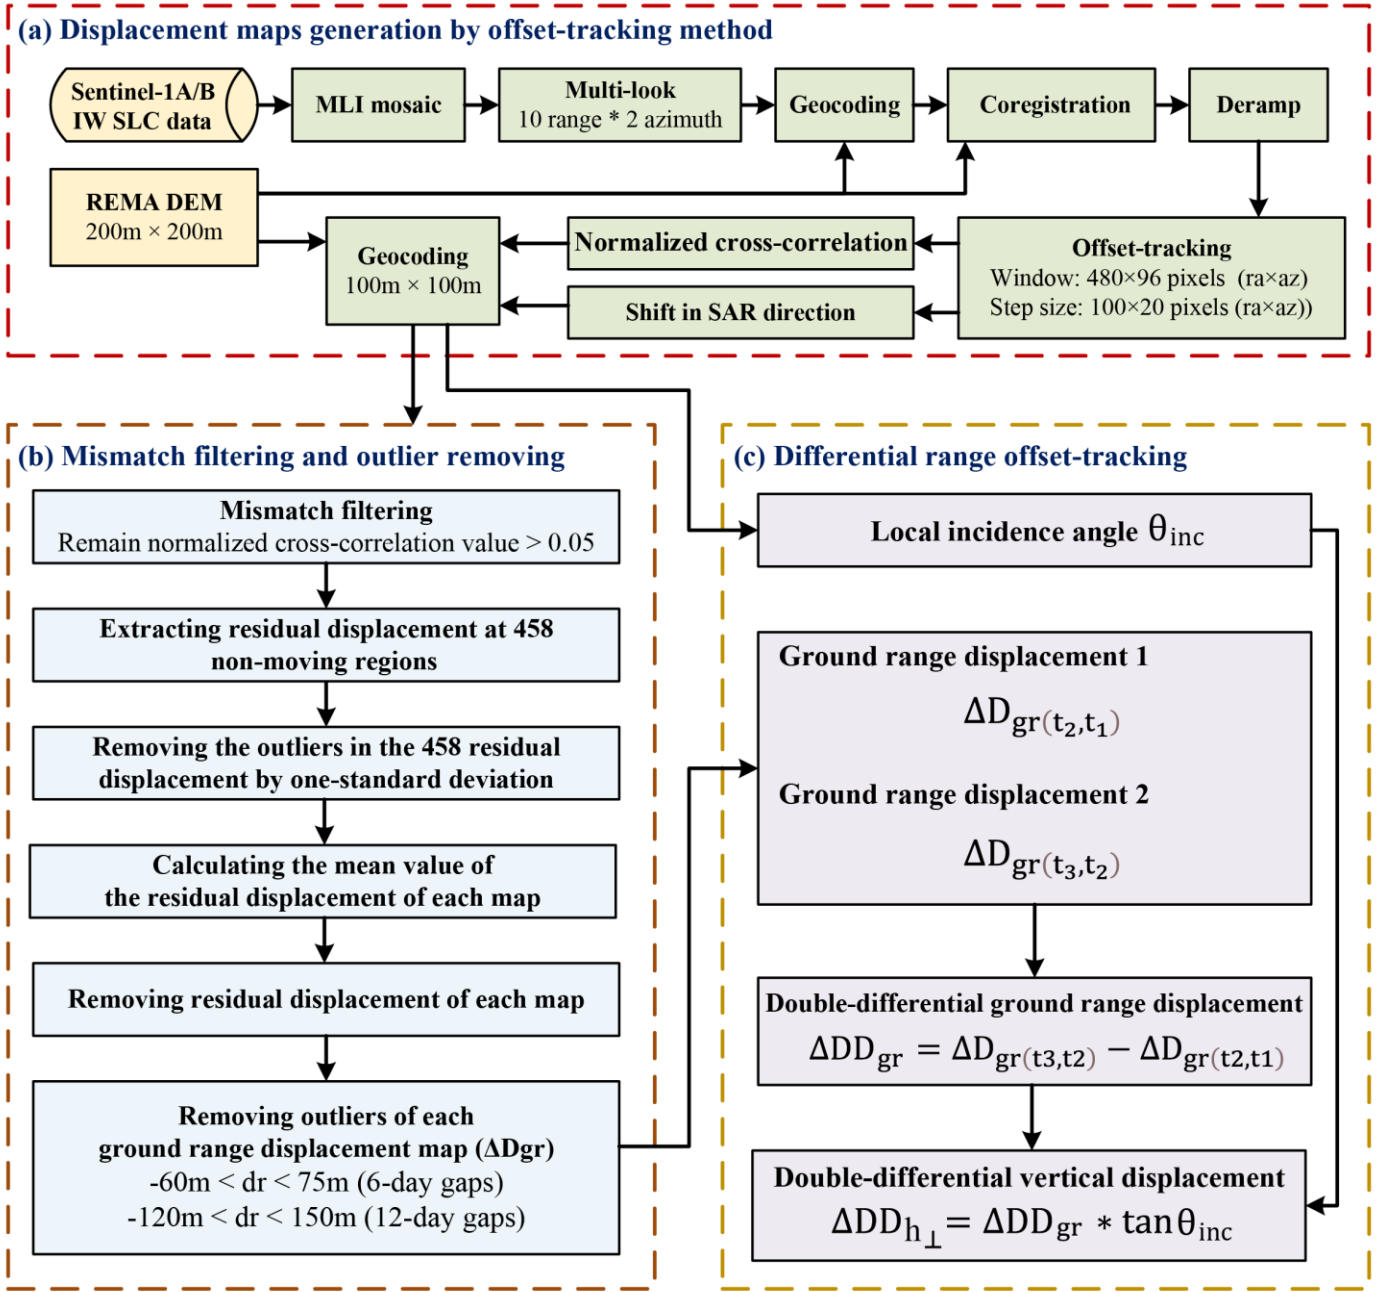 (a) Displacement maps generation by offset-tracking method
Sentinel-1A/B
IW SLC data
MLI mosaic
Multi-look
10 range * 2 azimuth
Geocoding
Coregistration
Deramp
REMA DEM
200m × 200m
Geocoding
100m × 100m
Normalized cross-correlation
Shift in SAR direction
Offset-tracking
Window: 480×96 pixels (ra×az)
Step size: 100×20 pixels (ra×az))
(b) Mismatch filtering and outlier removing
Mismatch filtering
Remain normalized cross-correlation value > 0.05
Extracting residual displacement at 458
non-moving regions
Removing the outliers in the 458 residual
displacement by one-standard deviation
Calculating the mean value of
the residual displacement of each map
Removing residual displacement of each map
Removing outliers of each
ground range displacement map (ΔDgr)
-60m < dr < 75m (6-day gaps)
-120m < dr < 150m (12-day gaps)
(c) Differential range offset-tracking
Local incidence angle θinc
Ground range displacement 1
ΔDgr(t2,t1)
Ground range displacement 2
ΔDgr(t3,t2)
Double-differential ground range displacement
ΔDDgr = ΔDgr(t3,t2) − ΔDgr(t2,t1)
Double-differential vertical displacement
ΔDDh⊥= ΔDDgr * tanθinc